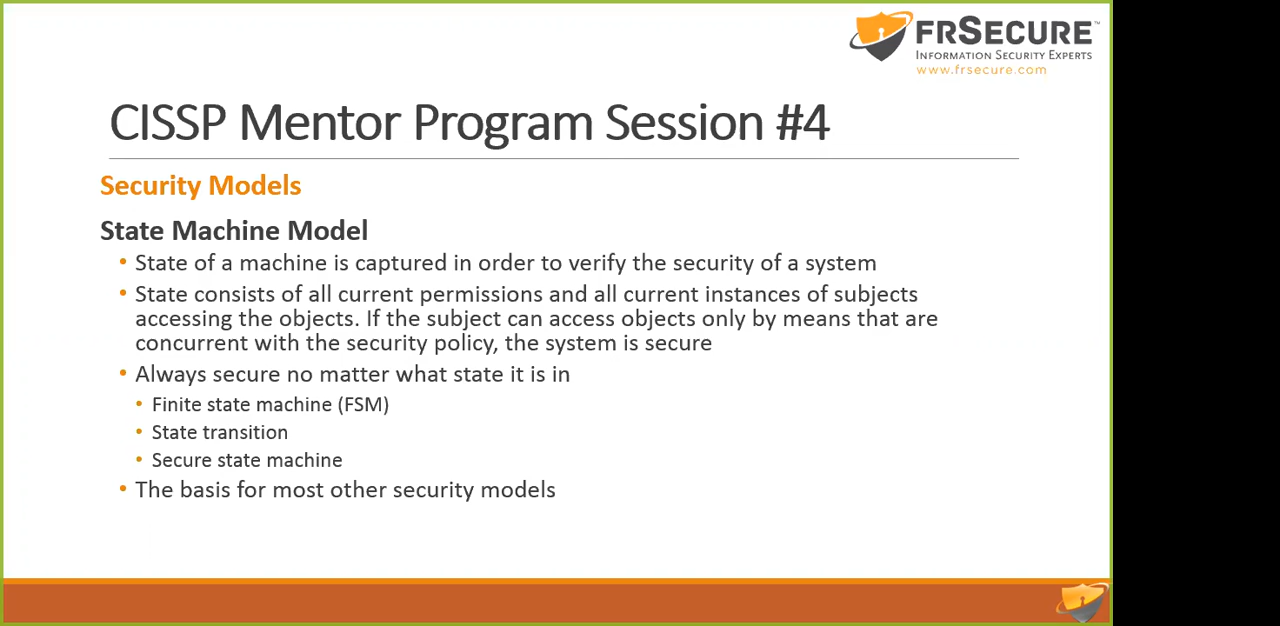 FRSECURE™
INFORMATION SECURITY EXPERTS
www.frsecure.com
CISSP Mentor Program Session #4
Security Models
State Machine Model
• State of a machine is captured in order to verify the security of a system
• State consists of all current permissions and all current instances of subjects
accessing the objects. If the subject can access objects only by means that are
concurrent with the security policy, the system is secure
• Always secure no matter what state it is in
• Finite state machine (FSM)
• State transition
• Secure state machine
• The basis for most other security models